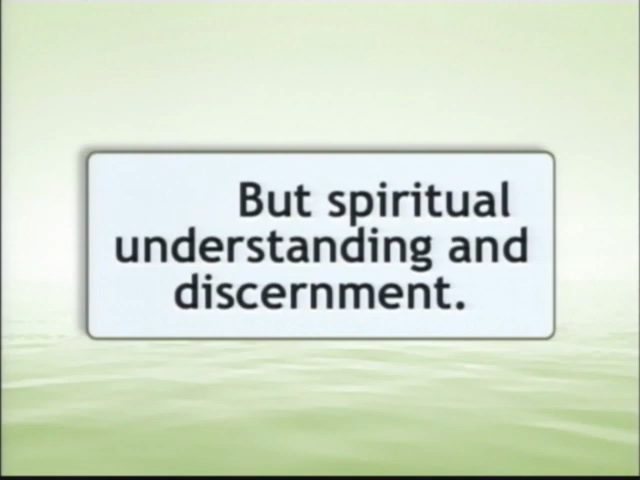 But spiritual
understanding and
discernment.